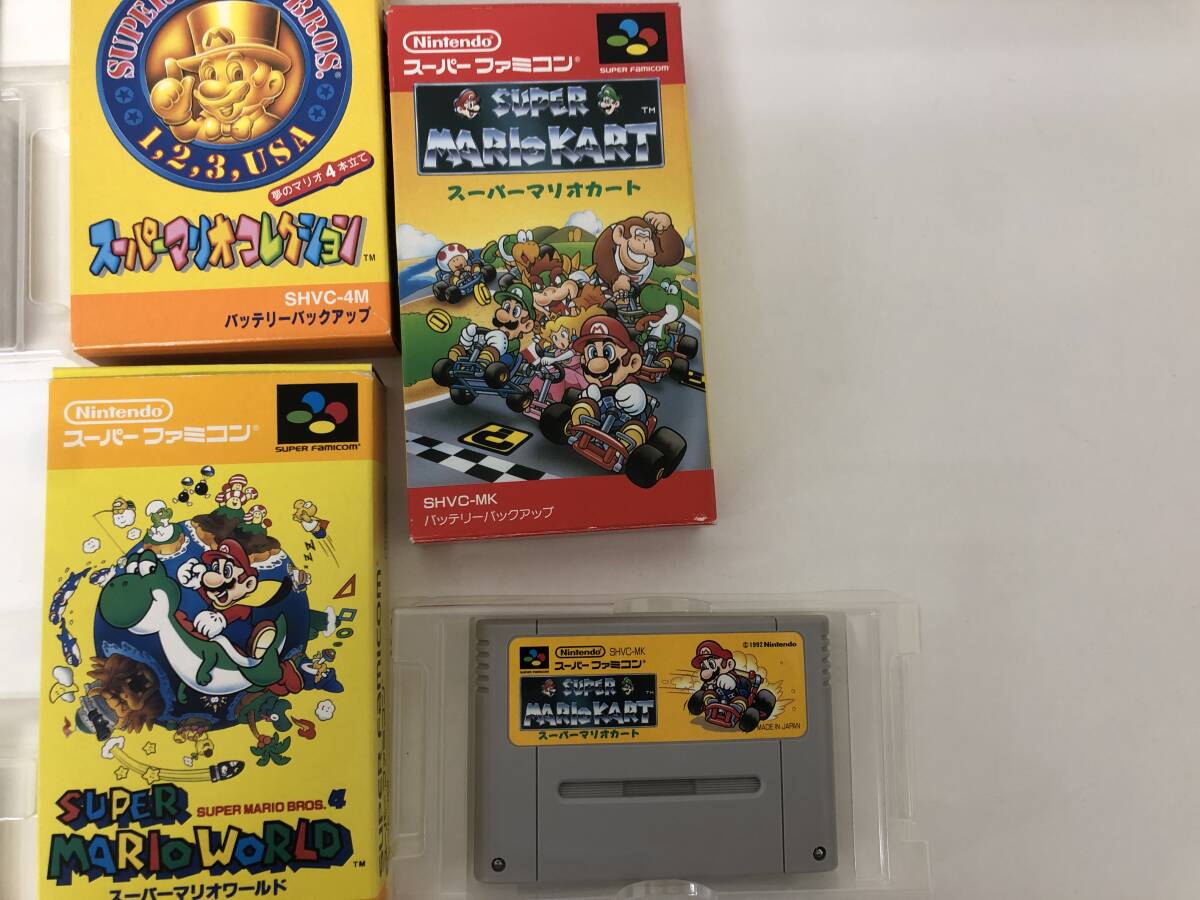 SUPER BROS.
1, 2, 3, USA
夢のマリオ4本立て
スーパーマリオコレクション™
SHVC-4M
バッテリーバックアップ
Nintendo
スーパーファミコン®
SUPER FAMICOM
SUPER
MARIO KART™
スーパーマリオカート
SHVC-MK
バッテリーバックアップ
Nintendo
スーパーファミコン®
SUPER FAMICOM®
SUPER
SUPER MARIO BROS. 4
MARIO WORLD™
スーパーマリオワールド
Nintendo SHVC-MK
スーパーファミコン®
SUPER FAMICOM
SUPER
MARIO KART™
スーパーマリオカート
©1992 Nintendo
MADE IN JAPAN